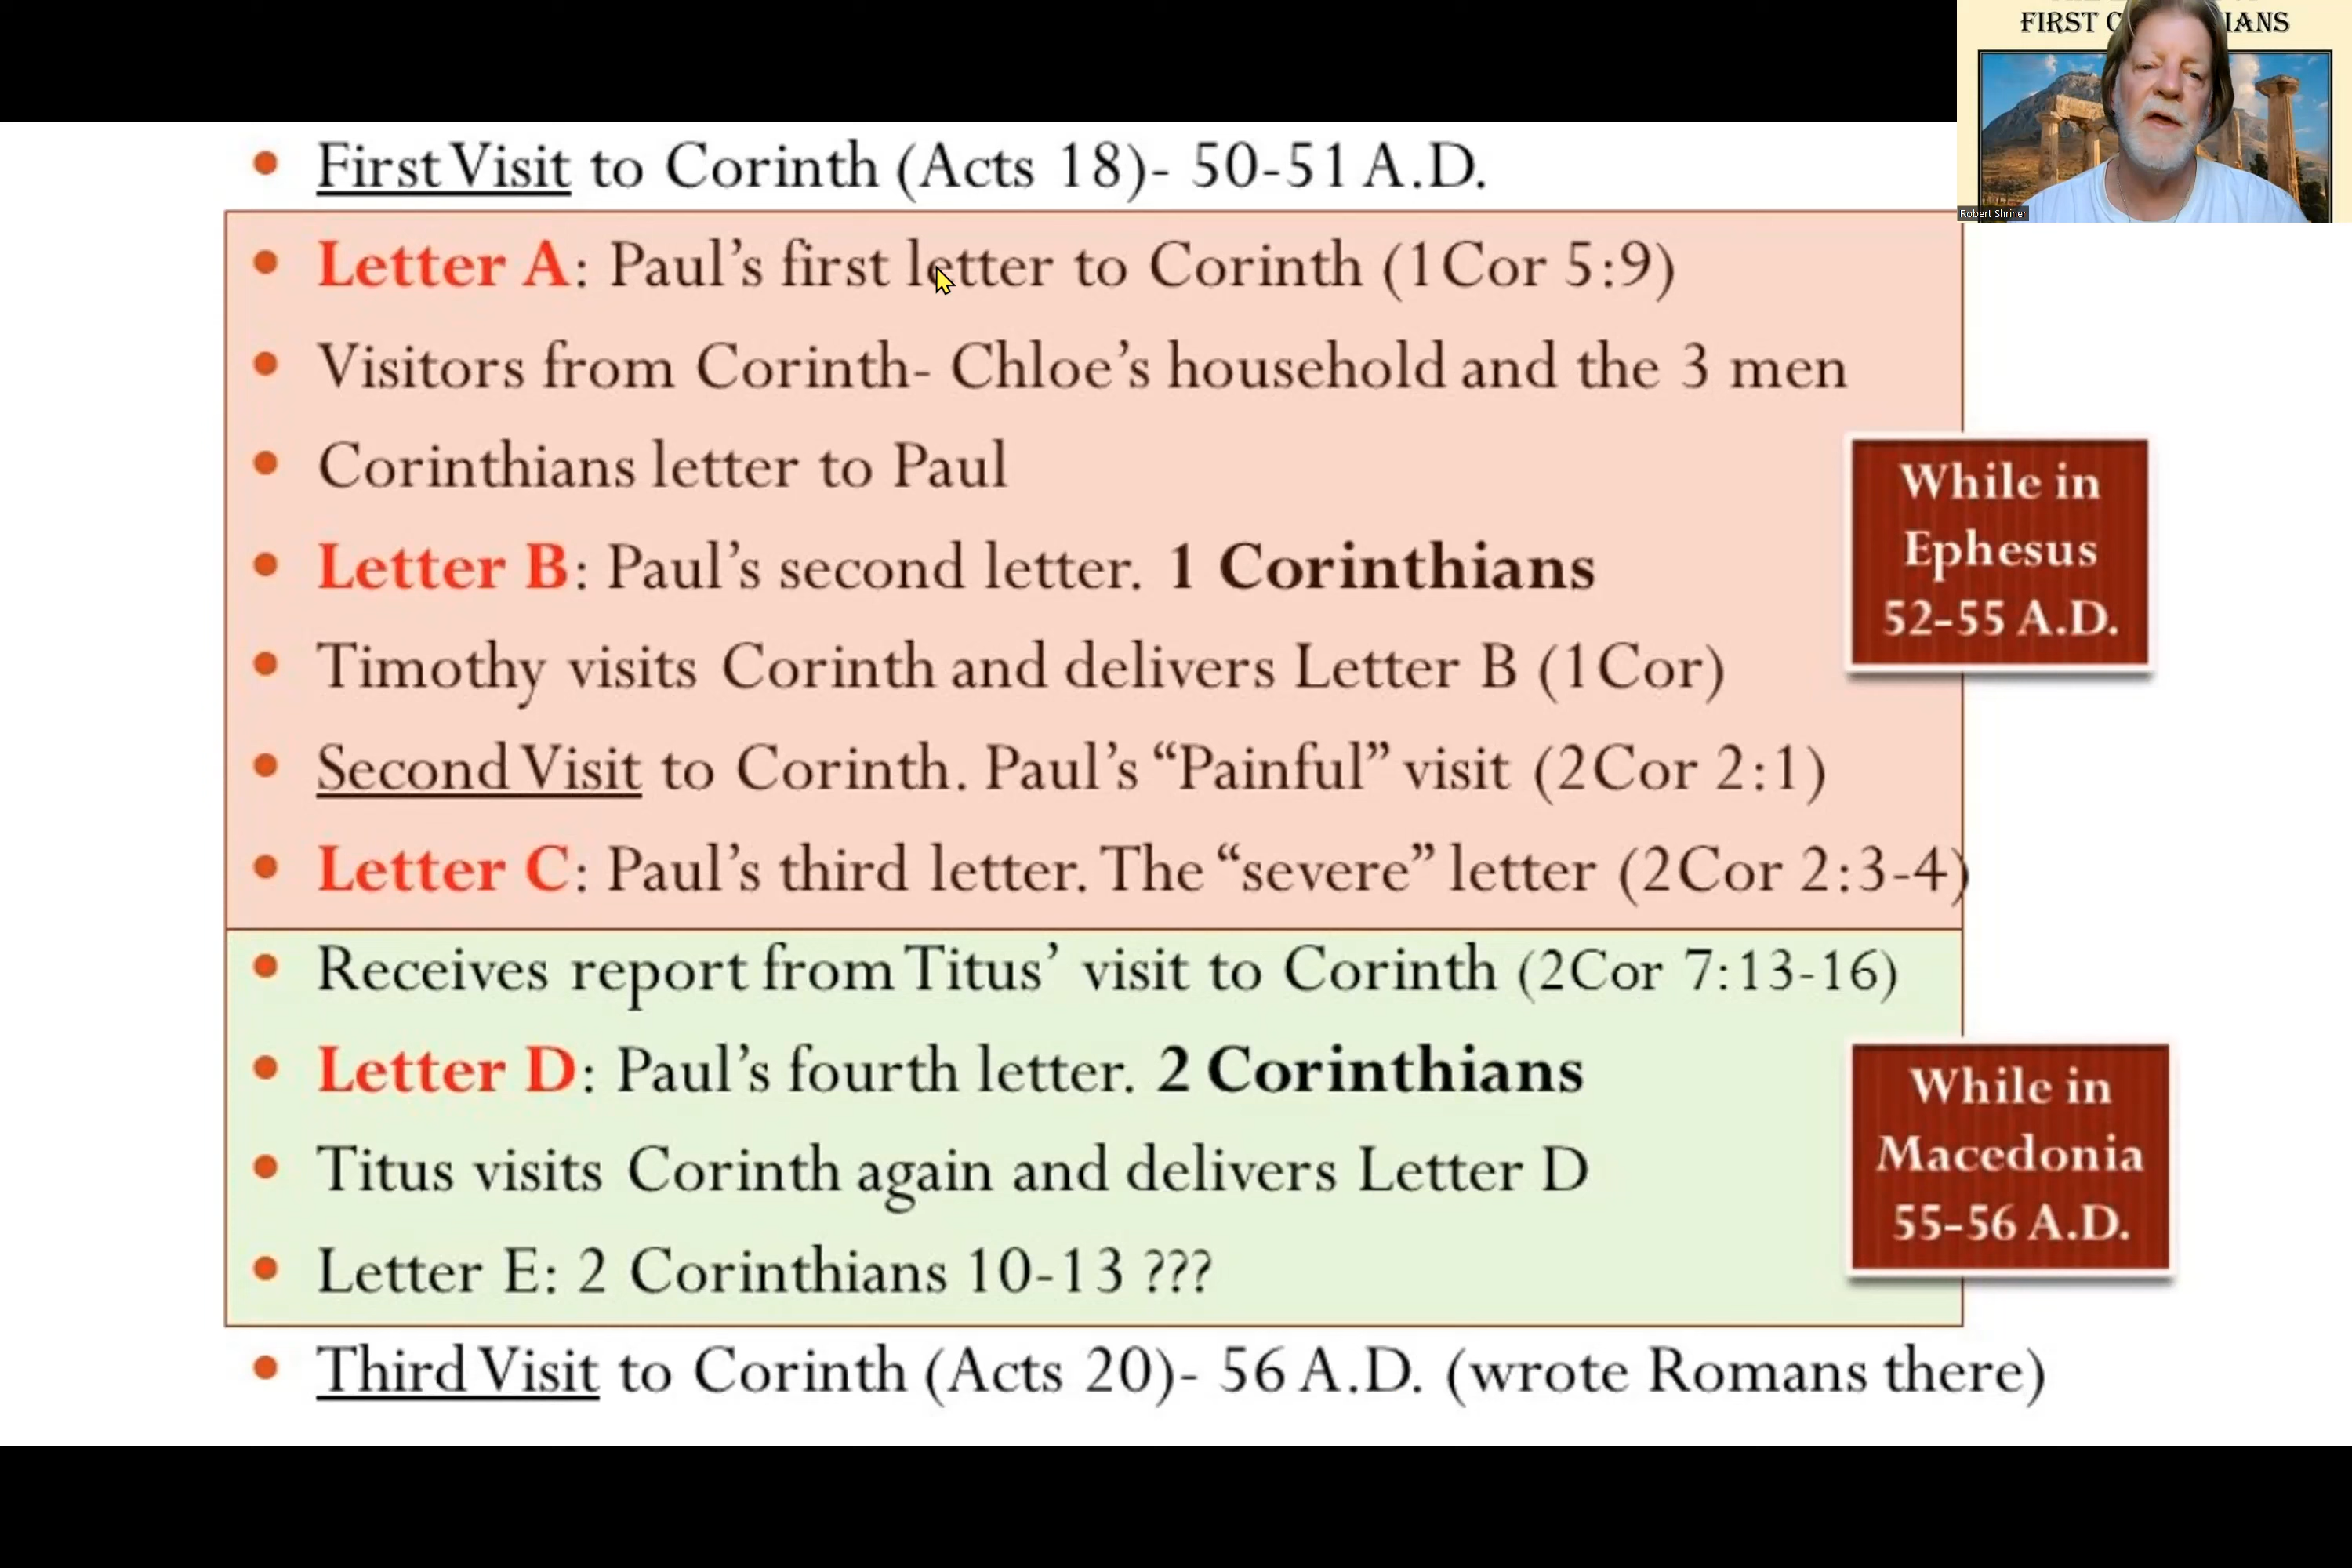 FIRST C IANS
Robert Shriner
First Visit to Corinth (Acts 18)- 50-51 A.D.
Letter A: Paul’s first letter to Corinth (1Cor 5:9)
Visitors from Corinth- Chloe’s household and the 3 men
Corinthians letter to Paul
Letter B: Paul’s second letter. 1 Corinthians
Timothy visits Corinth and delivers Letter B (1Cor)
Second Visit to Corinth. Paul’s “Painful” visit (2Cor 2:1)
Letter C: Paul’s third letter. The “severe” letter (2Cor 2:3-4)
While in
Ephesus
52-55 A.D.
Receives report from Titus’ visit to Corinth (2Cor 7:13-16)
Letter D: Paul’s fourth letter. 2 Corinthians
Titus visits Corinth again and delivers Letter D
Letter E: 2 Corinthians 10-13 ???
While in
Macedonia
55-56 A.D.
Third Visit to Corinth (Acts 20)- 56 A.D. (wrote Romans there)